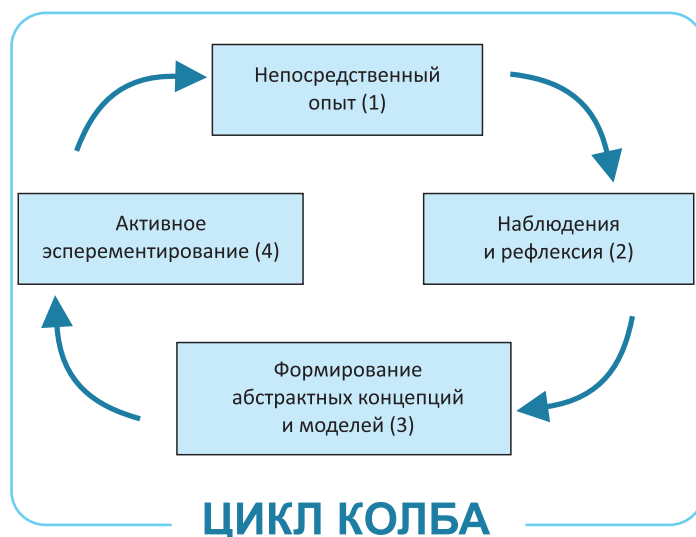 Непосредственный
опыт (1)
Наблюдения
и рефлексия (2)
Формирование
абстрактных концепций
и моделей (3)
Активное
эсперементирование (4)
ЦИКЛ КОЛБА